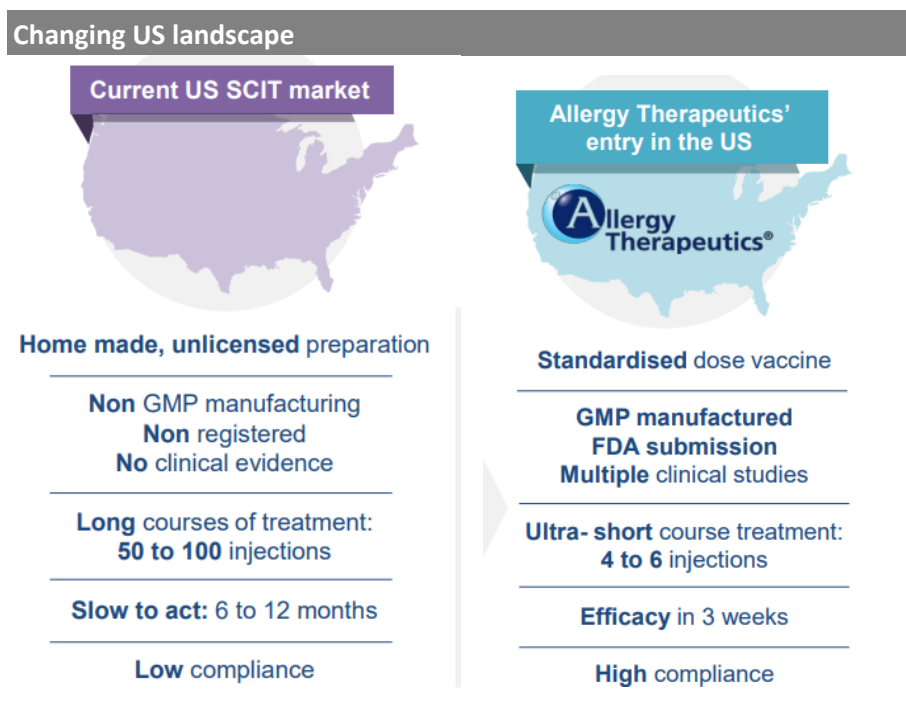 Changing US landscape
Current US SCIT market
Home made, unlicensed preparation
Non GMP manufacturing
Non registered
No clinical evidence
Long courses of treatment:
50 to 100 injections
Slow to act: 6 to 12 months
Low compliance
Allergy Therapeutics’
entry in the US
Allergy
Therapeutics®
Standardised dose vaccine
GMP manufactured
FDA submission
Multiple clinical studies
Ultra- short course treatment:
4 to 6 injections
Efficacy in 3 weeks
High compliance